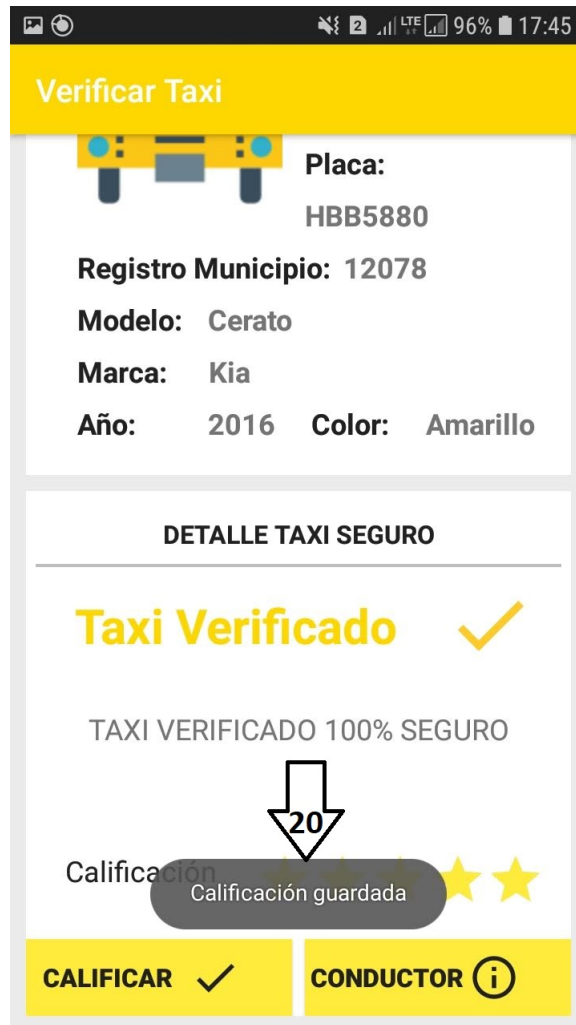 2 LTE 96% 17:45
Verificar Taxi
Placa:
HBB5880
Registro Municipio: 12078
Modelo: Cerato
Marca: Kia
Año: 2016 Color: Amarillo
DETALLE TAXI SEGURO
Taxi Verificado
TAXI VERIFICADO 100% SEGURO
20
Calificación
Calificación guardada
CALIFICAR
CONDUCTOR